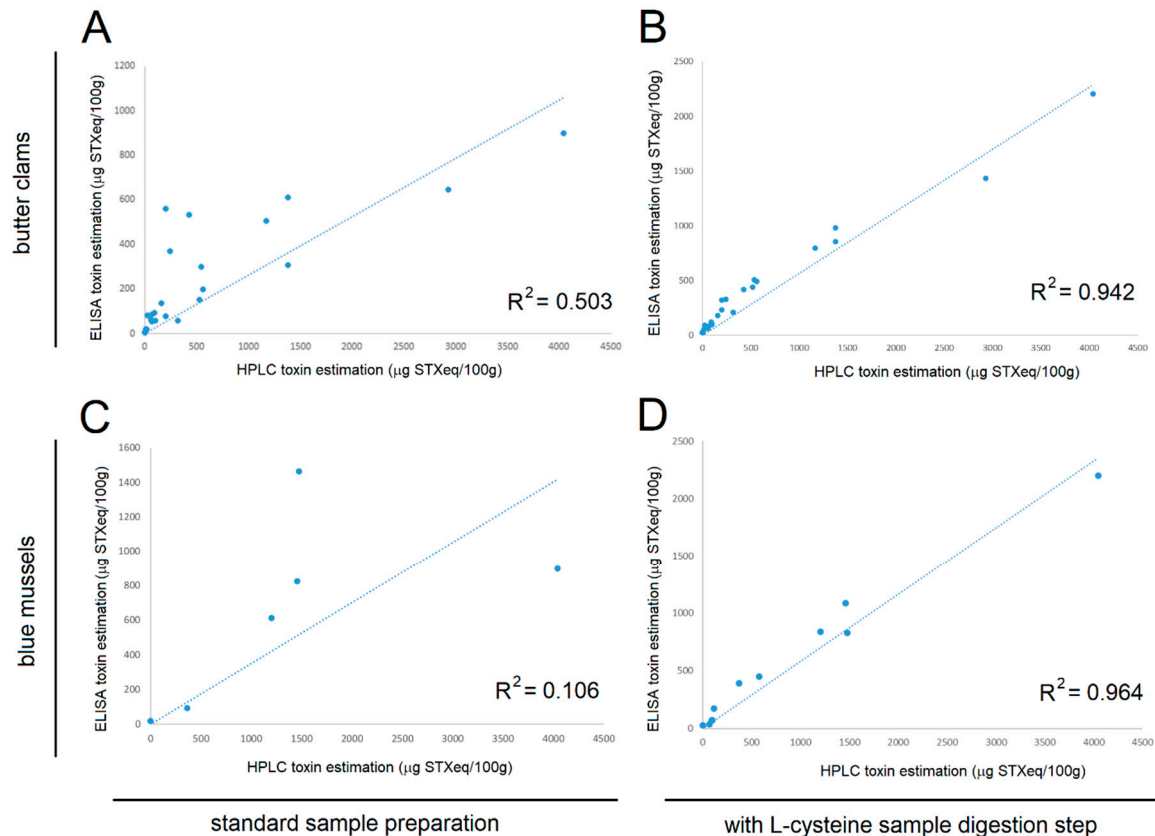 A
B
butter clams
ELISA toxin estimation (µg STXeq/100g)
1200
1000
800
600
400
200
0
0 500 1000 1500 2000 2500 3000 3500 4000 4500
HPLC toxin estimation (µg STXeq/100g)
R² = 0.503
ELISA toxin estimation (µg STXeq/100g)
2500
2000
1500
1000
500
0
0 500 1000 1500 2000 2500 3000 3500 4000 4500
HPLC toxin estimation (µg STXeq/100g)
R² = 0.942
C
D
blue mussels
ELISA toxin estimation (µg STXeq/100g)
1600
1400
1200
1000
800
600
400
200
0
0 500 1000 1500 2000 2500 3000 3500 4000 4500
HPLC toxin estimation (µg STXeq/100g)
R² = 0.106
ELISA toxin estimation (µg STXeq/100g)
2500
2000
1500
1000
500
0
0 500 1000 1500 2000 2500 3000 3500 4000 4500
HPLC toxin estimation (µg STXeq/100g)
R² = 0.964
standard sample preparation
with L-cysteine sample digestion step